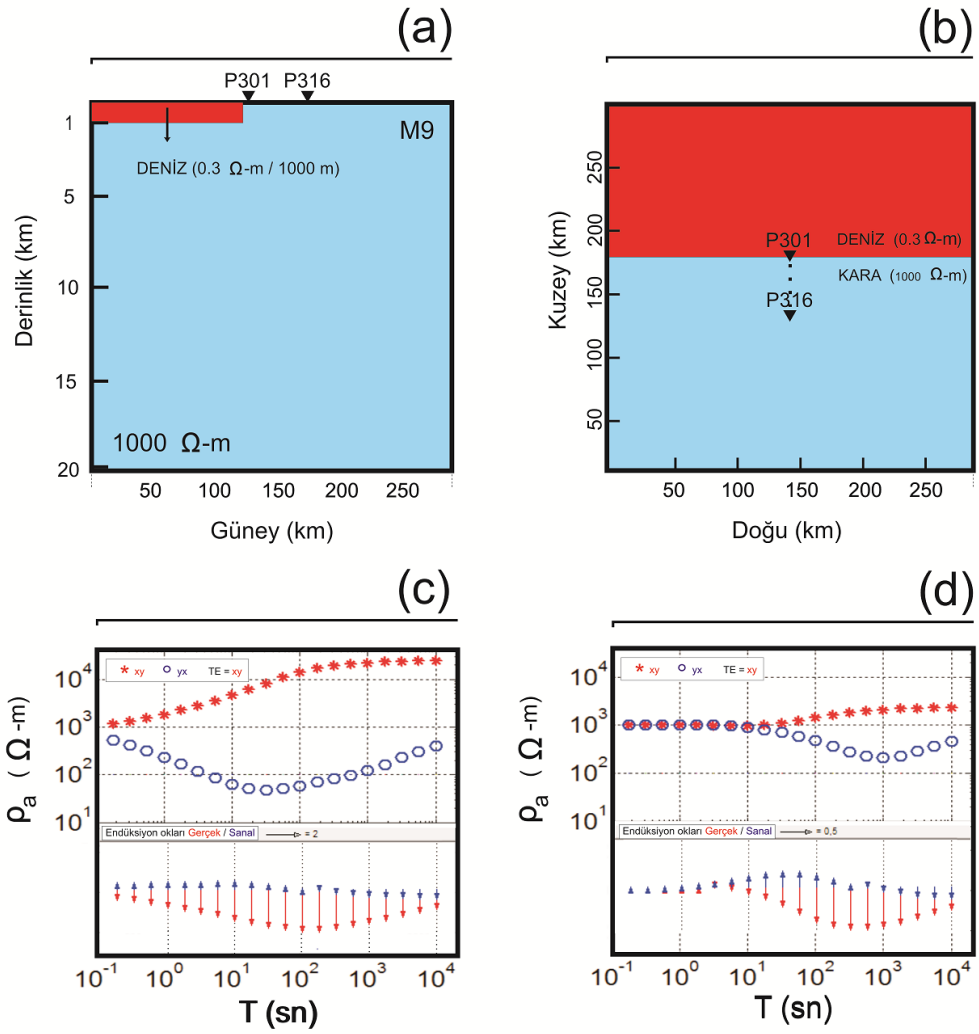 (a)
P301 P316
1
M9
DENİZ (0.3 Ω-m / 1000 m)
5
10
15
20
1000 Ω-m
Derinlik (km)
50 100 150 200 250
Güney (km)
(b)
250
200
150
100
50
Kuzey (km)
P301
DENİZ (0.3 Ω-m)
KARA (1000 Ω-m)
P316
50 100 150 200 250
Doğu (km)
(c)
* xy o yx TE = xy
10⁴
10³
10²
10¹
ρa ( Ω -m)
Endüksiyon okları Gerçek / Sanal = 2
10⁻¹ 10⁰ 10¹ 10² 10³ 10⁴
T (sn)
(d)
* xy o yx TE = xy
10⁴
10³
10²
10¹
ρa ( Ω -m)
Endüksiyon okları Gerçek / Sanal = 0,5
10⁻¹ 10⁰ 10¹ 10² 10³ 10⁴
T (sn)